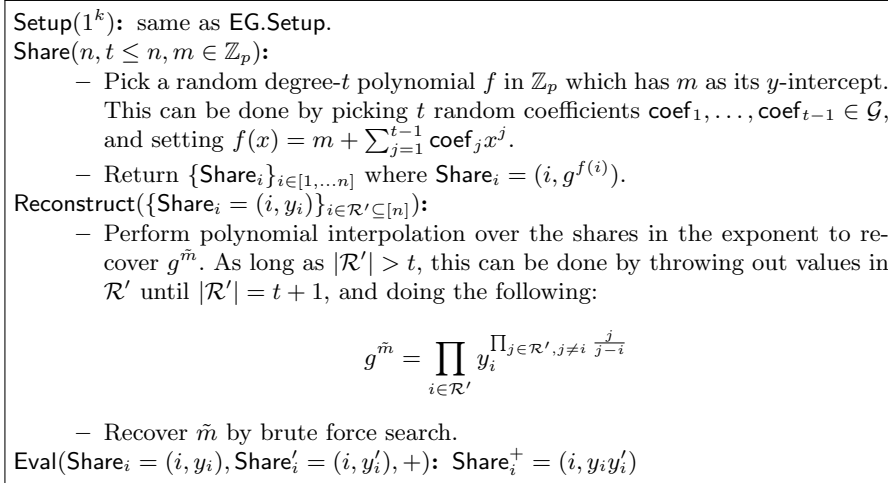 Setup(1^k): same as EG.Setup.
Share(n, t ≤ n, m ∈ ℤ_p):
– Pick a random degree-t polynomial f in ℤ_p which has m as its y-intercept.
This can be done by picking t random coefficients coef_1, . . . , coef_{t−1} ∈ 𝒢,
and setting f(x) = m + ∑_{j=1}^{t−1} coef_j x^j.
– Return {Share_i}_{i∈[1,...n]} where Share_i = (i, g^{f(i)}).
Reconstruct({Share_i = (i, y_i)}_{i∈ℛ′⊆[n]}):
– Perform polynomial interpolation over the shares in the exponent to re-
cover g^{m̃}. As long as |ℛ′| > t, this can be done by throwing out values in
ℛ′ until |ℛ′| = t + 1, and doing the following:
g^{m̃} = ∏_{i∈ℛ′} y_i^{∏_{j∈ℛ′,j≠i} \frac{j}{j−i}}
– Recover m̃ by brute force search.
Eval(Share_i = (i, y_i), Share′_i = (i, y′_i), +): Share_i^+ = (i, y_i y′_i)